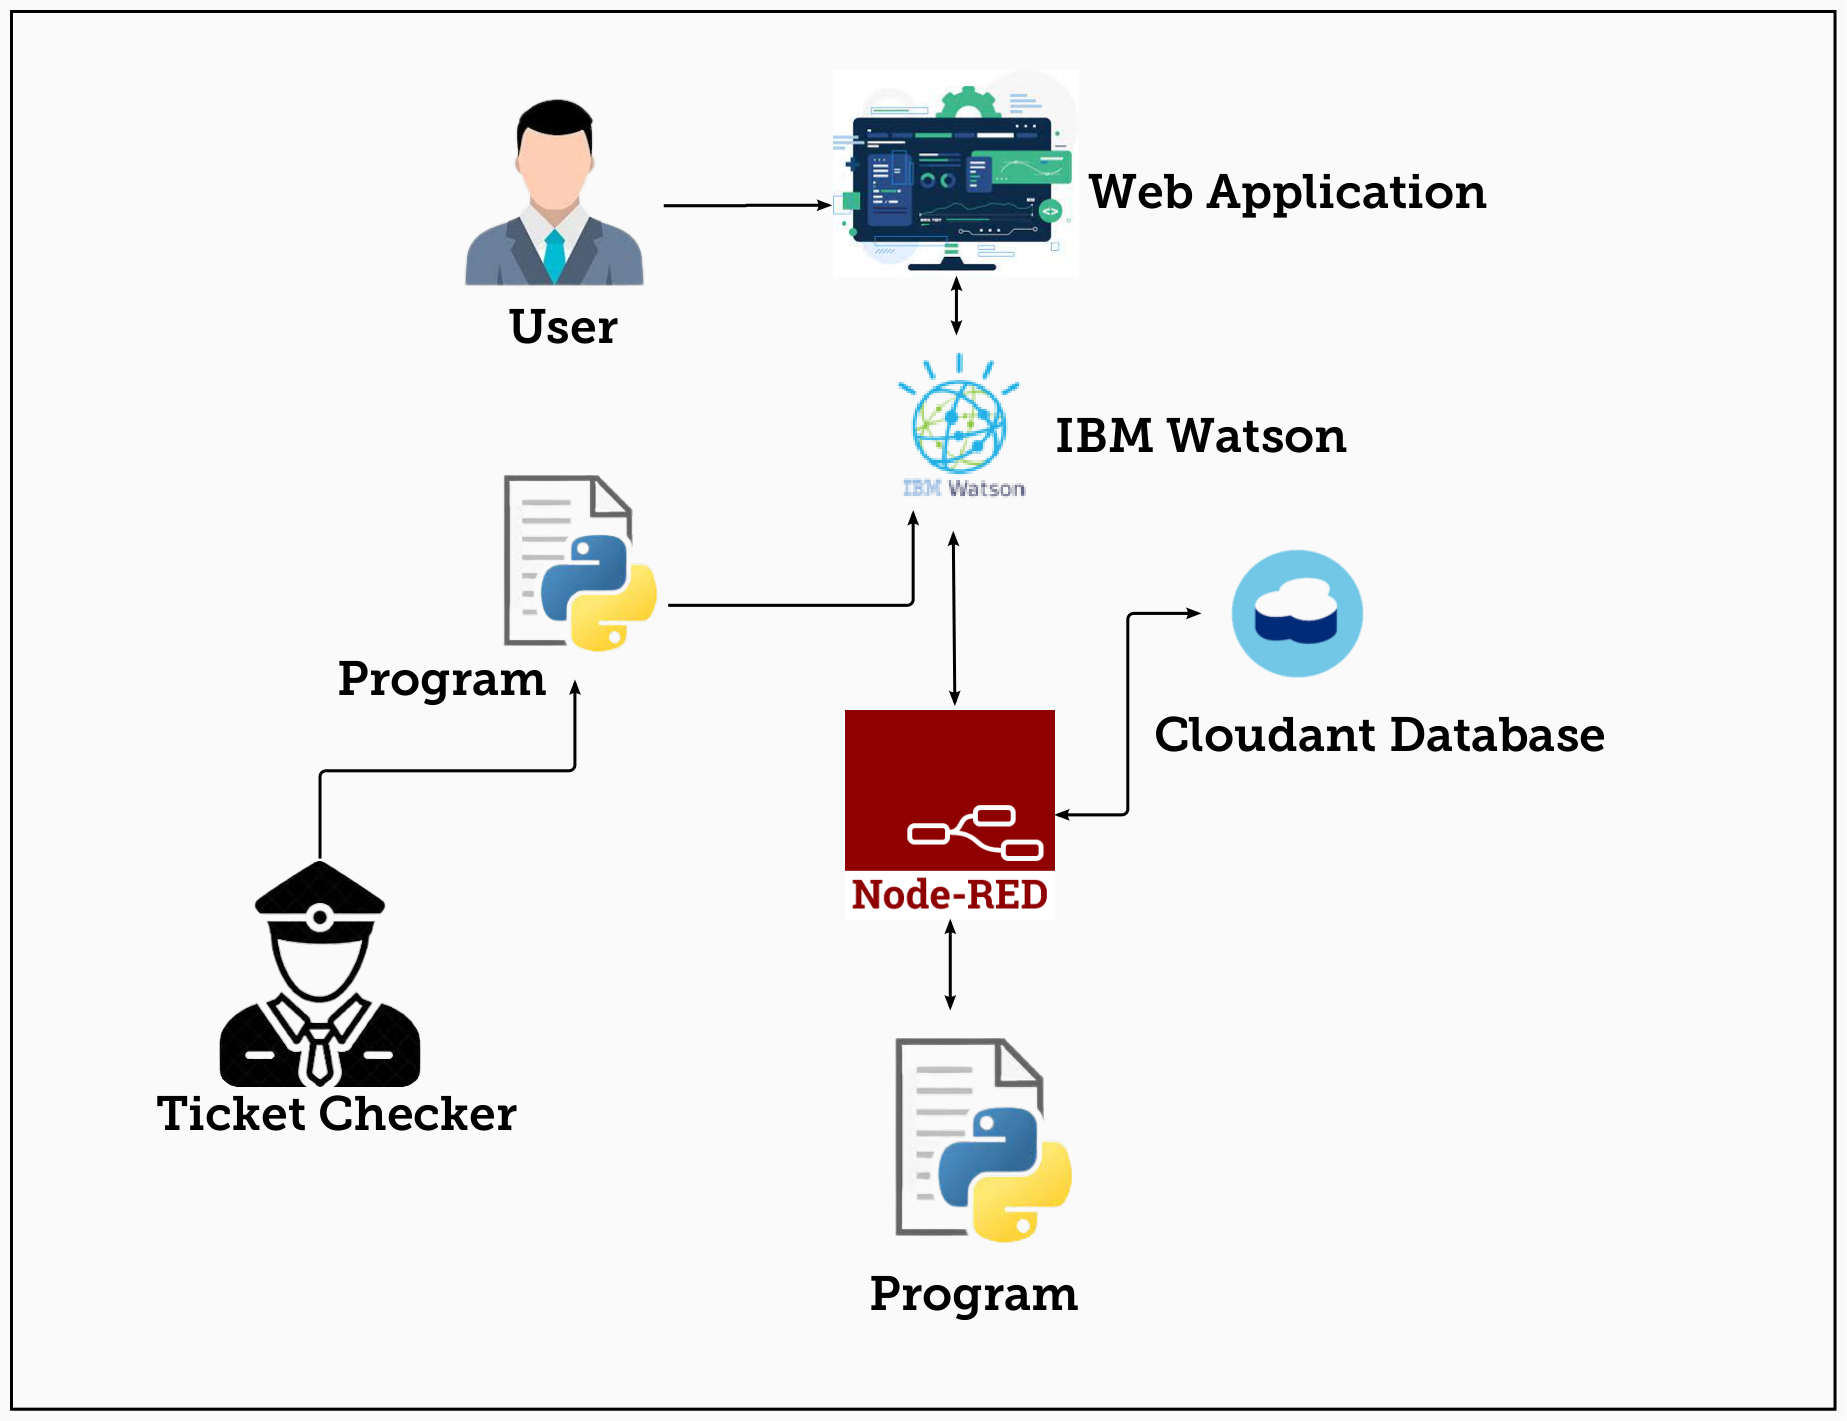 Web Application
User
IBM Watson
IBM Watson
Program
Cloudant Database
Node-RED
Ticket Checker
Program